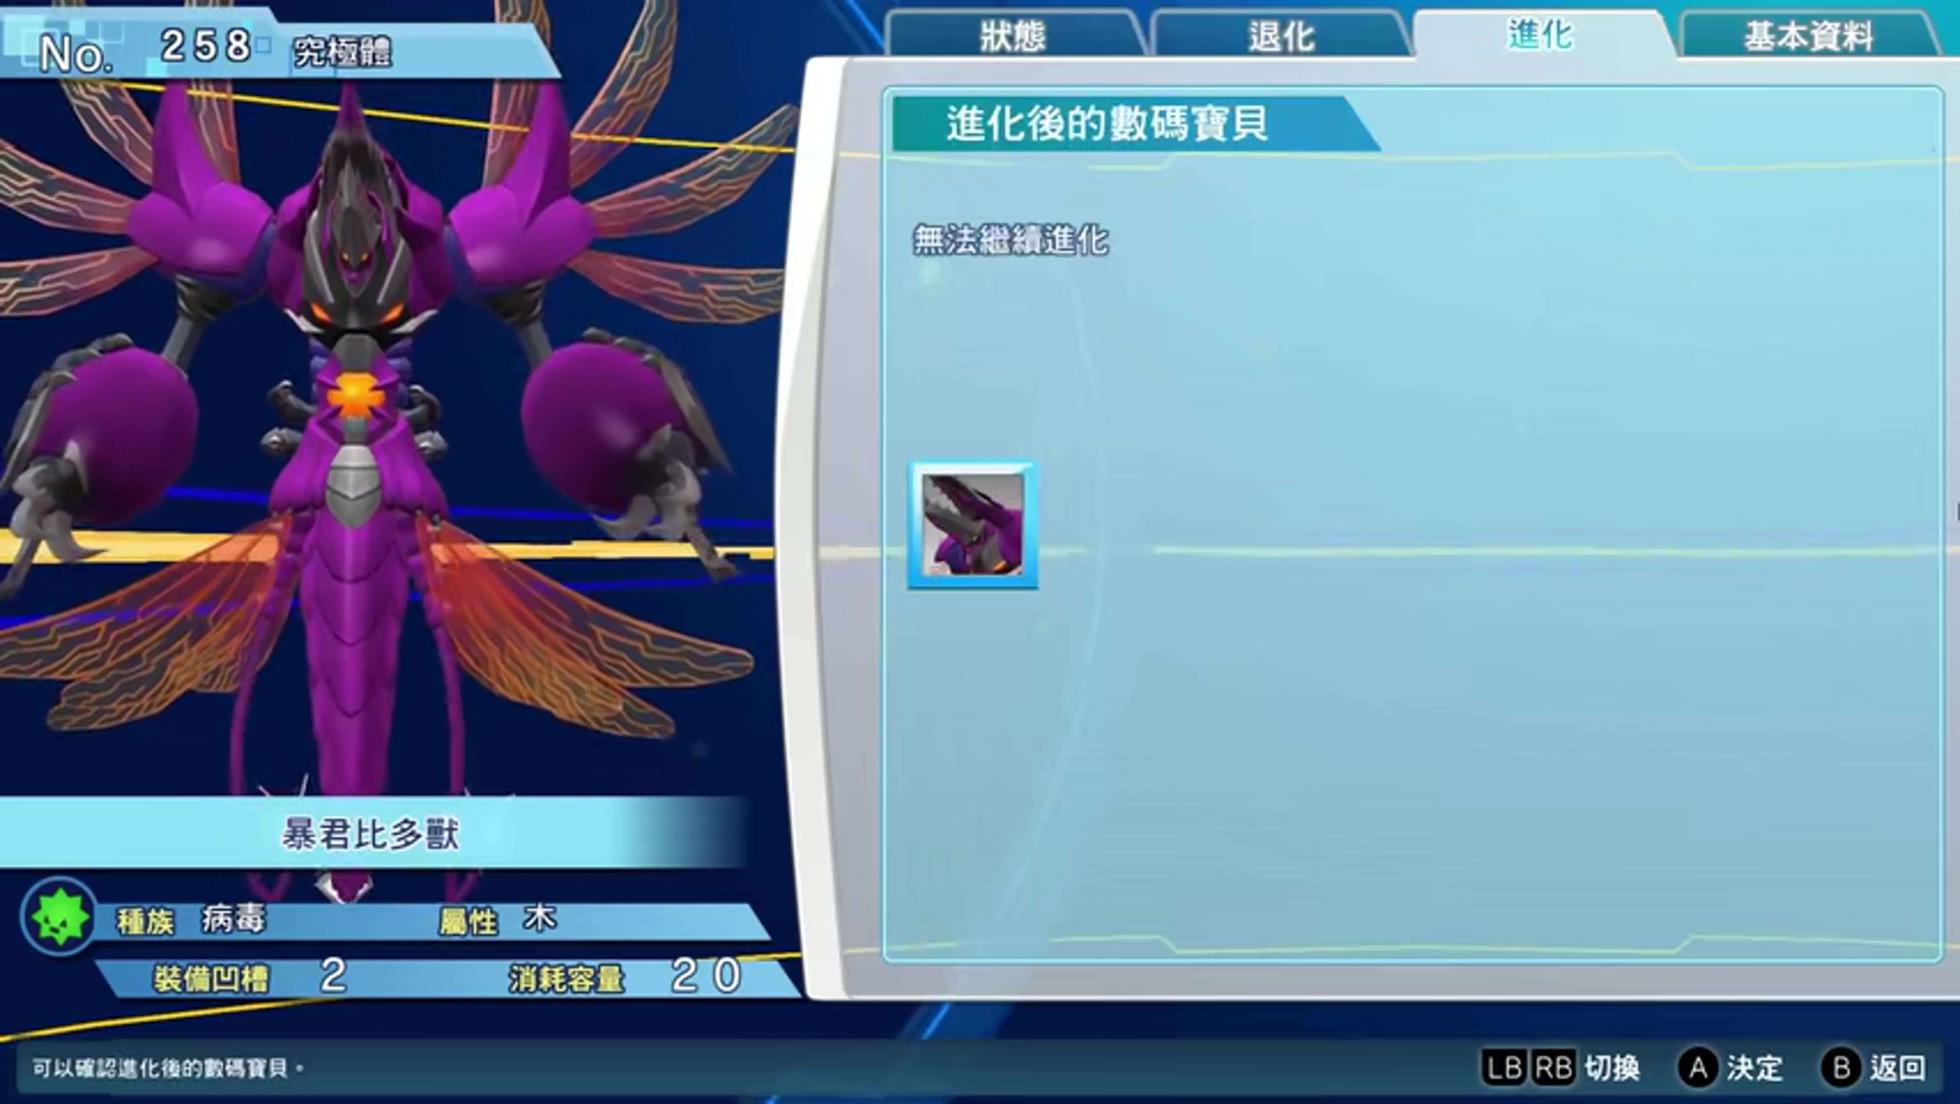 No. 258 究極體
狀態 退化 進化 基本資料
進化後的數碼寶貝
無法繼續進化
暴君比多獸
種族 病毒 屬性 木
裝備凹槽 2 消耗容量 20
可以確認進化後的數碼寶貝。
LB RB 切換 A 決定 B 返回